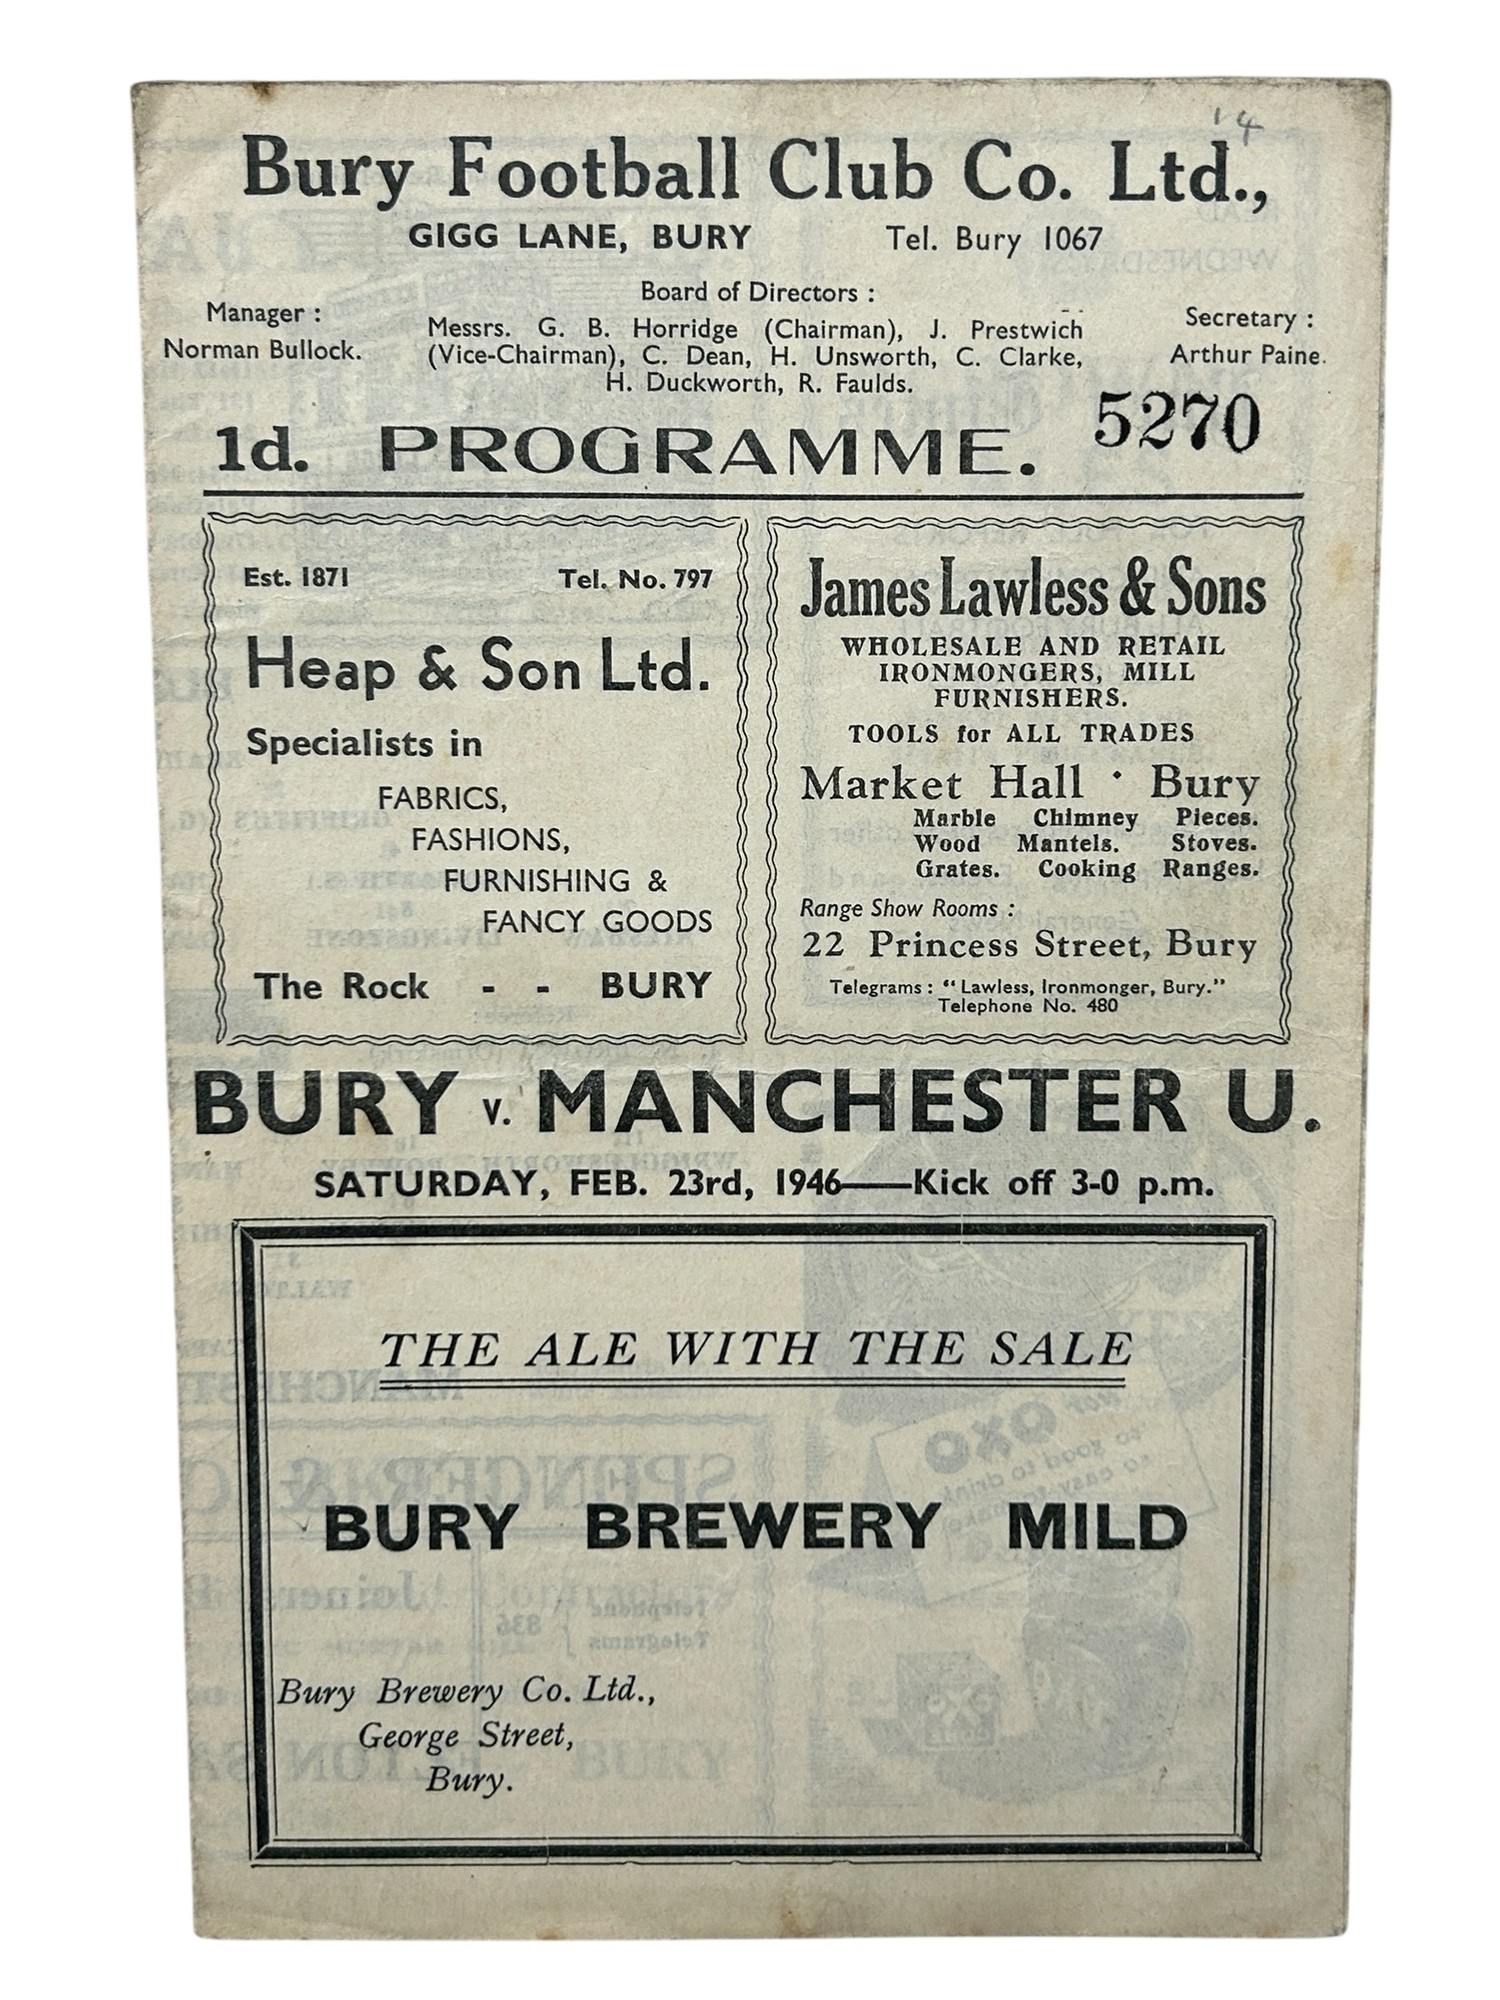 14
Bury Football Club Co. Ltd.,
GIGG LANE, BURY Tel. Bury 1067
Board of Directors :
Manager :
Norman Bullock.
Messrs. G. B. Horridge (Chairman), J. Prestwich
(Vice-Chairman), C. Dean, H. Unsworth, C. Clarke,
H. Duckworth, R. Faulds.
Secretary :
Arthur Paine.
5270
1d. PROGRAMME.
Est. 1871 Tel. No. 797
Heap & Son Ltd.
Specialists in
FABRICS,
FASHIONS,
FURNISHING &
FANCY GOODS
The Rock - - BURY
James Lawless & Sons
WHOLESALE AND RETAIL
IRONMONGERS, MILL
FURNISHERS.
TOOLS for ALL TRADES
Market Hall · Bury
Marble Chimney Pieces.
Wood Mantels. Stoves.
Grates. Cooking Ranges.
Range Show Rooms :
22 Princess Street, Bury
Telegrams : "Lawless, Ironmonger, Bury."
Telephone No. 480
BURY v. MANCHESTER U.
SATURDAY, FEB. 23rd, 1946—Kick off 3-0 p.m.
THE ALE WITH THE SALE
BURY BREWERY MILD
Bury Brewery Co. Ltd.,
George Street,
Bury.